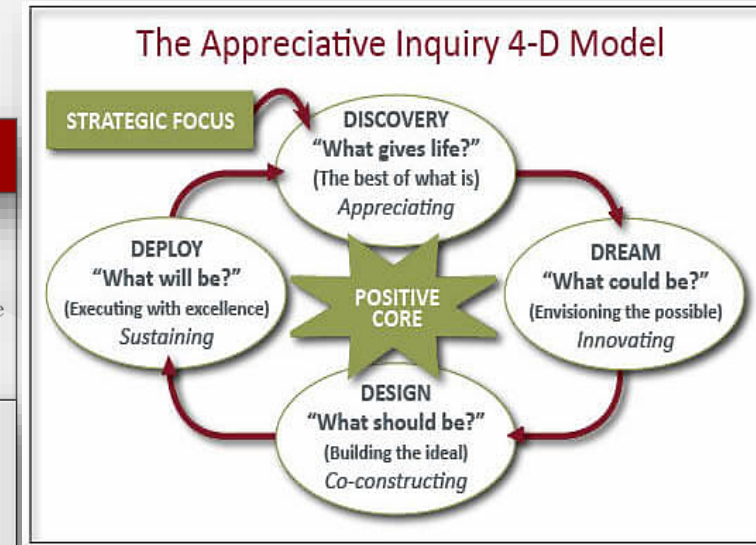 The Appreciative Inquiry 4-D Model
STRATEGIC FOCUS
DISCOVERY
“What gives life?”
(The best of what is)
Appreciating
DREAM
“What could be?”
(Envisioning the possible)
Innovating
DESIGN
“What should be?”
(Building the ideal)
Co-constructing
DEPLOY
“What will be?”
(Executing with excellence)
Sustaining
POSITIVE
CORE